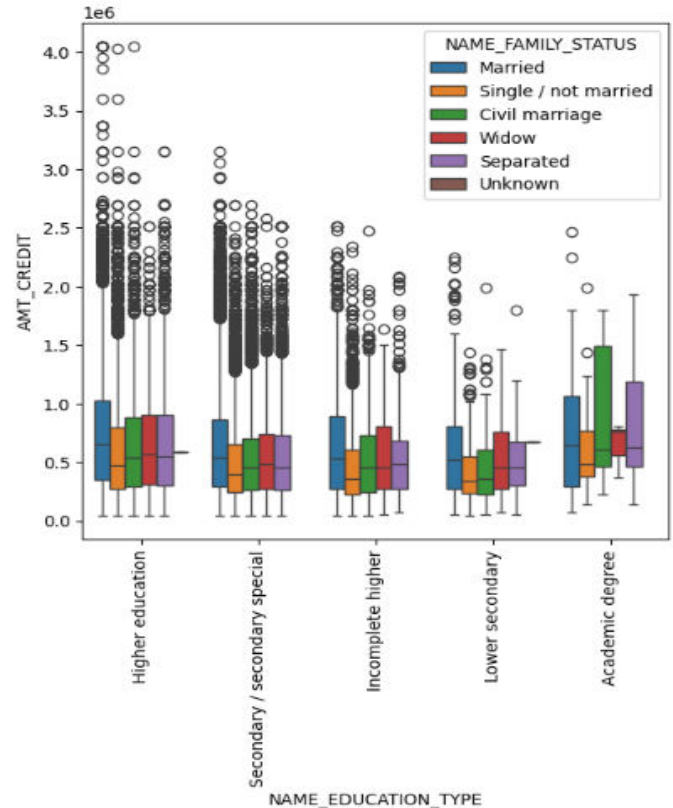 1e6
4.0
3.5
3.0
2.5
2.0
1.5
1.0
0.5
0.0
AMT_CREDIT
NAME_FAMILY_STATUS
Married
Single / not married
Civil marriage
Widow
Separated
Unknown
Higher education
Secondary / secondary special
Incomplete higher
Lower secondary
Academic degree
NAME_EDUCATION_TYPE